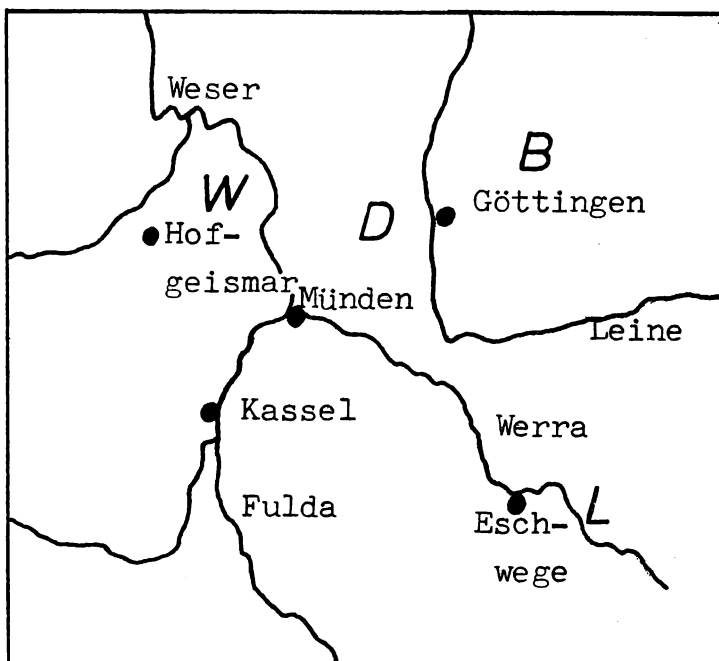 Weser
B
W
Göttingen
D
Hof-
geismar
Münden
Leine
Kassel
Werra
Fulda
L
Esch-
wege